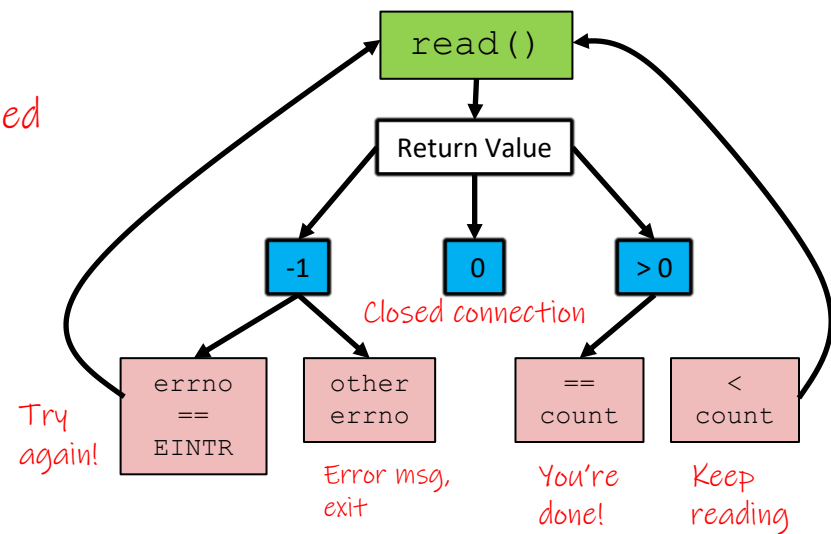 read()
ed
Return Value
-1
0
> 0
Closed connection
errno
==
EINTR
other
errno
==
count
<
count
Try
again!
Error msg,
exit
You're
done!
Keep
reading